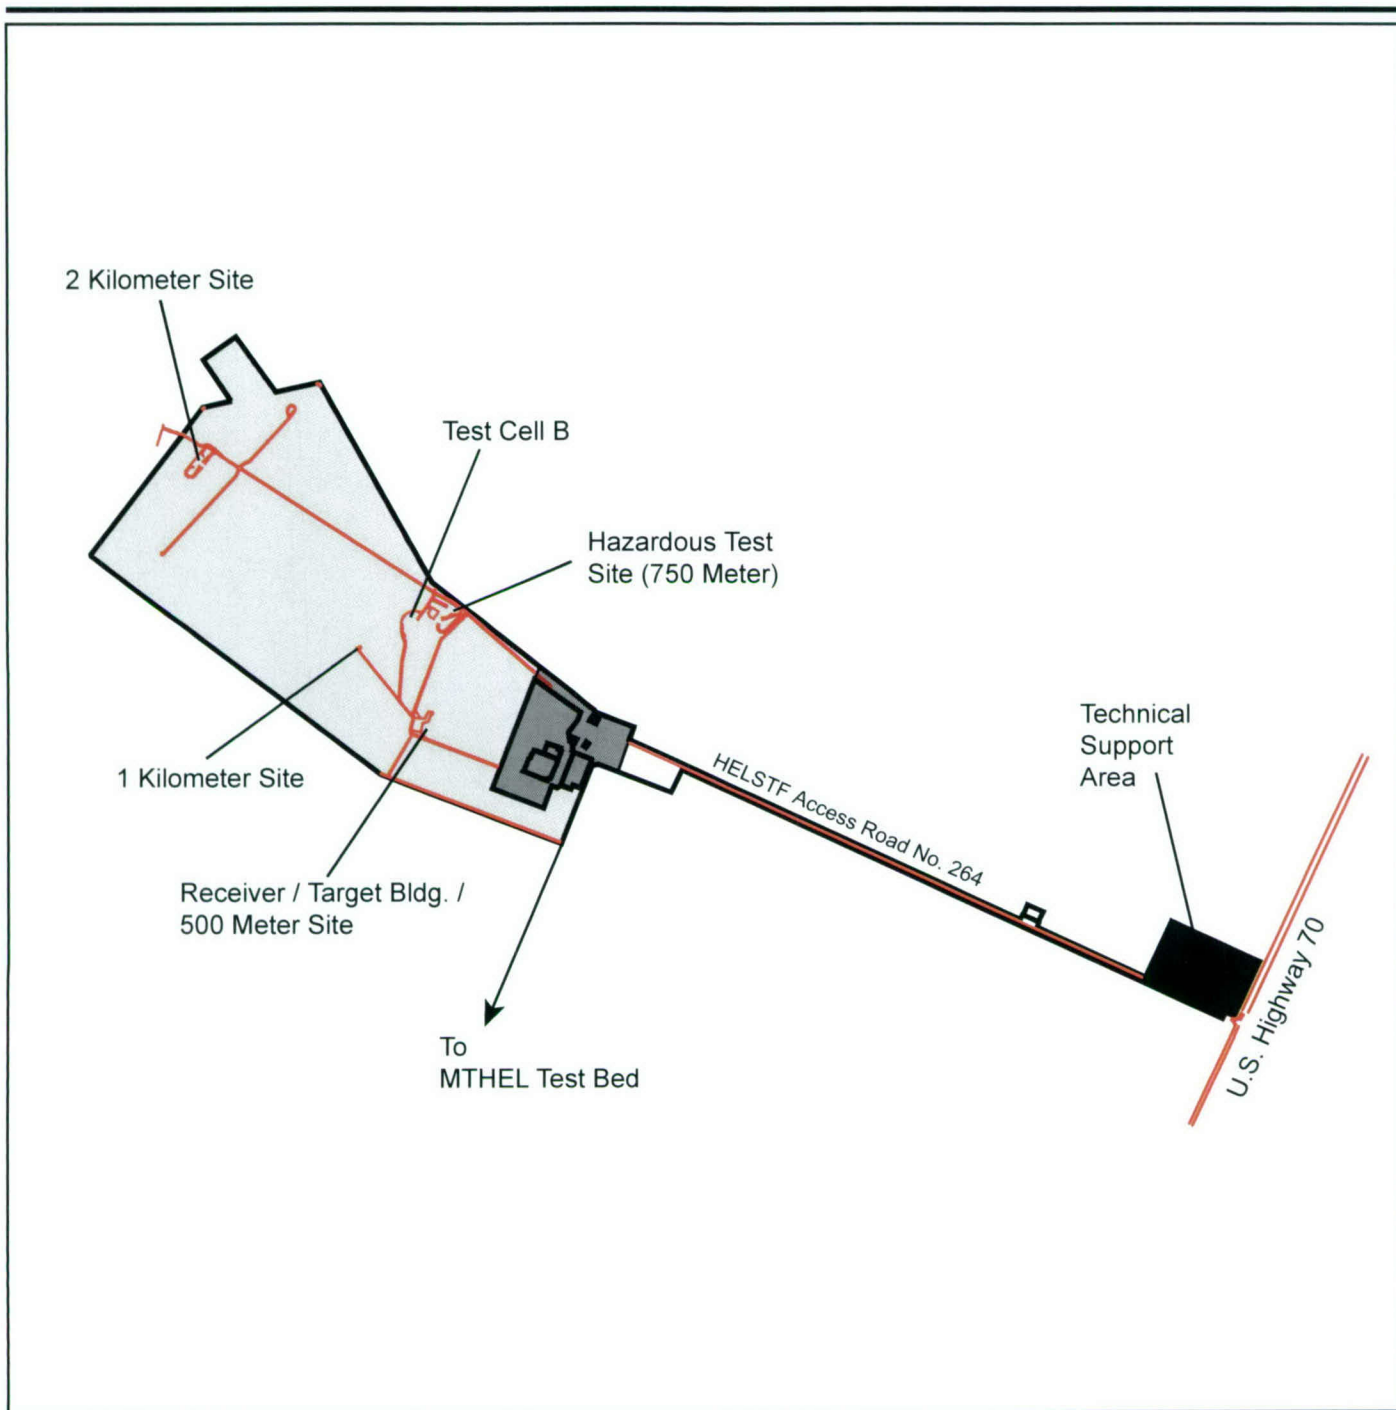 2 Kilometer Site
Test Cell B
Hazardous Test
Site (750 Meter)
Technical
Support
Area
1 Kilometer Site
HELSTF Access Road No. 264
Receiver / Target Bldg. /
500 Meter Site
U.S. Highway 70
To
MTHEL Test Bed